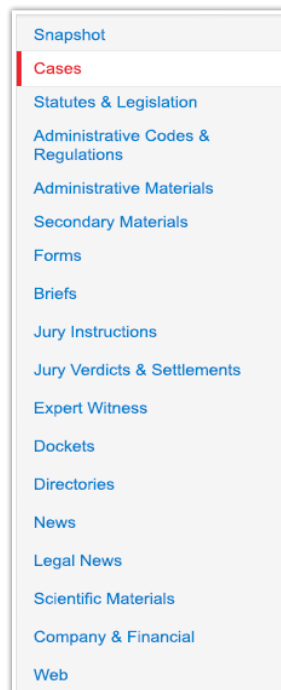 Snapshot
Cases
Statutes & Legislation
Administrative Codes &
Regulations
Administrative Materials
Secondary Materials
Forms
Briefs
Jury Instructions
Jury Verdicts & Settlements
Expert Witness
Dockets
Directories
News
Legal News
Scientific Materials
Company & Financial
Web